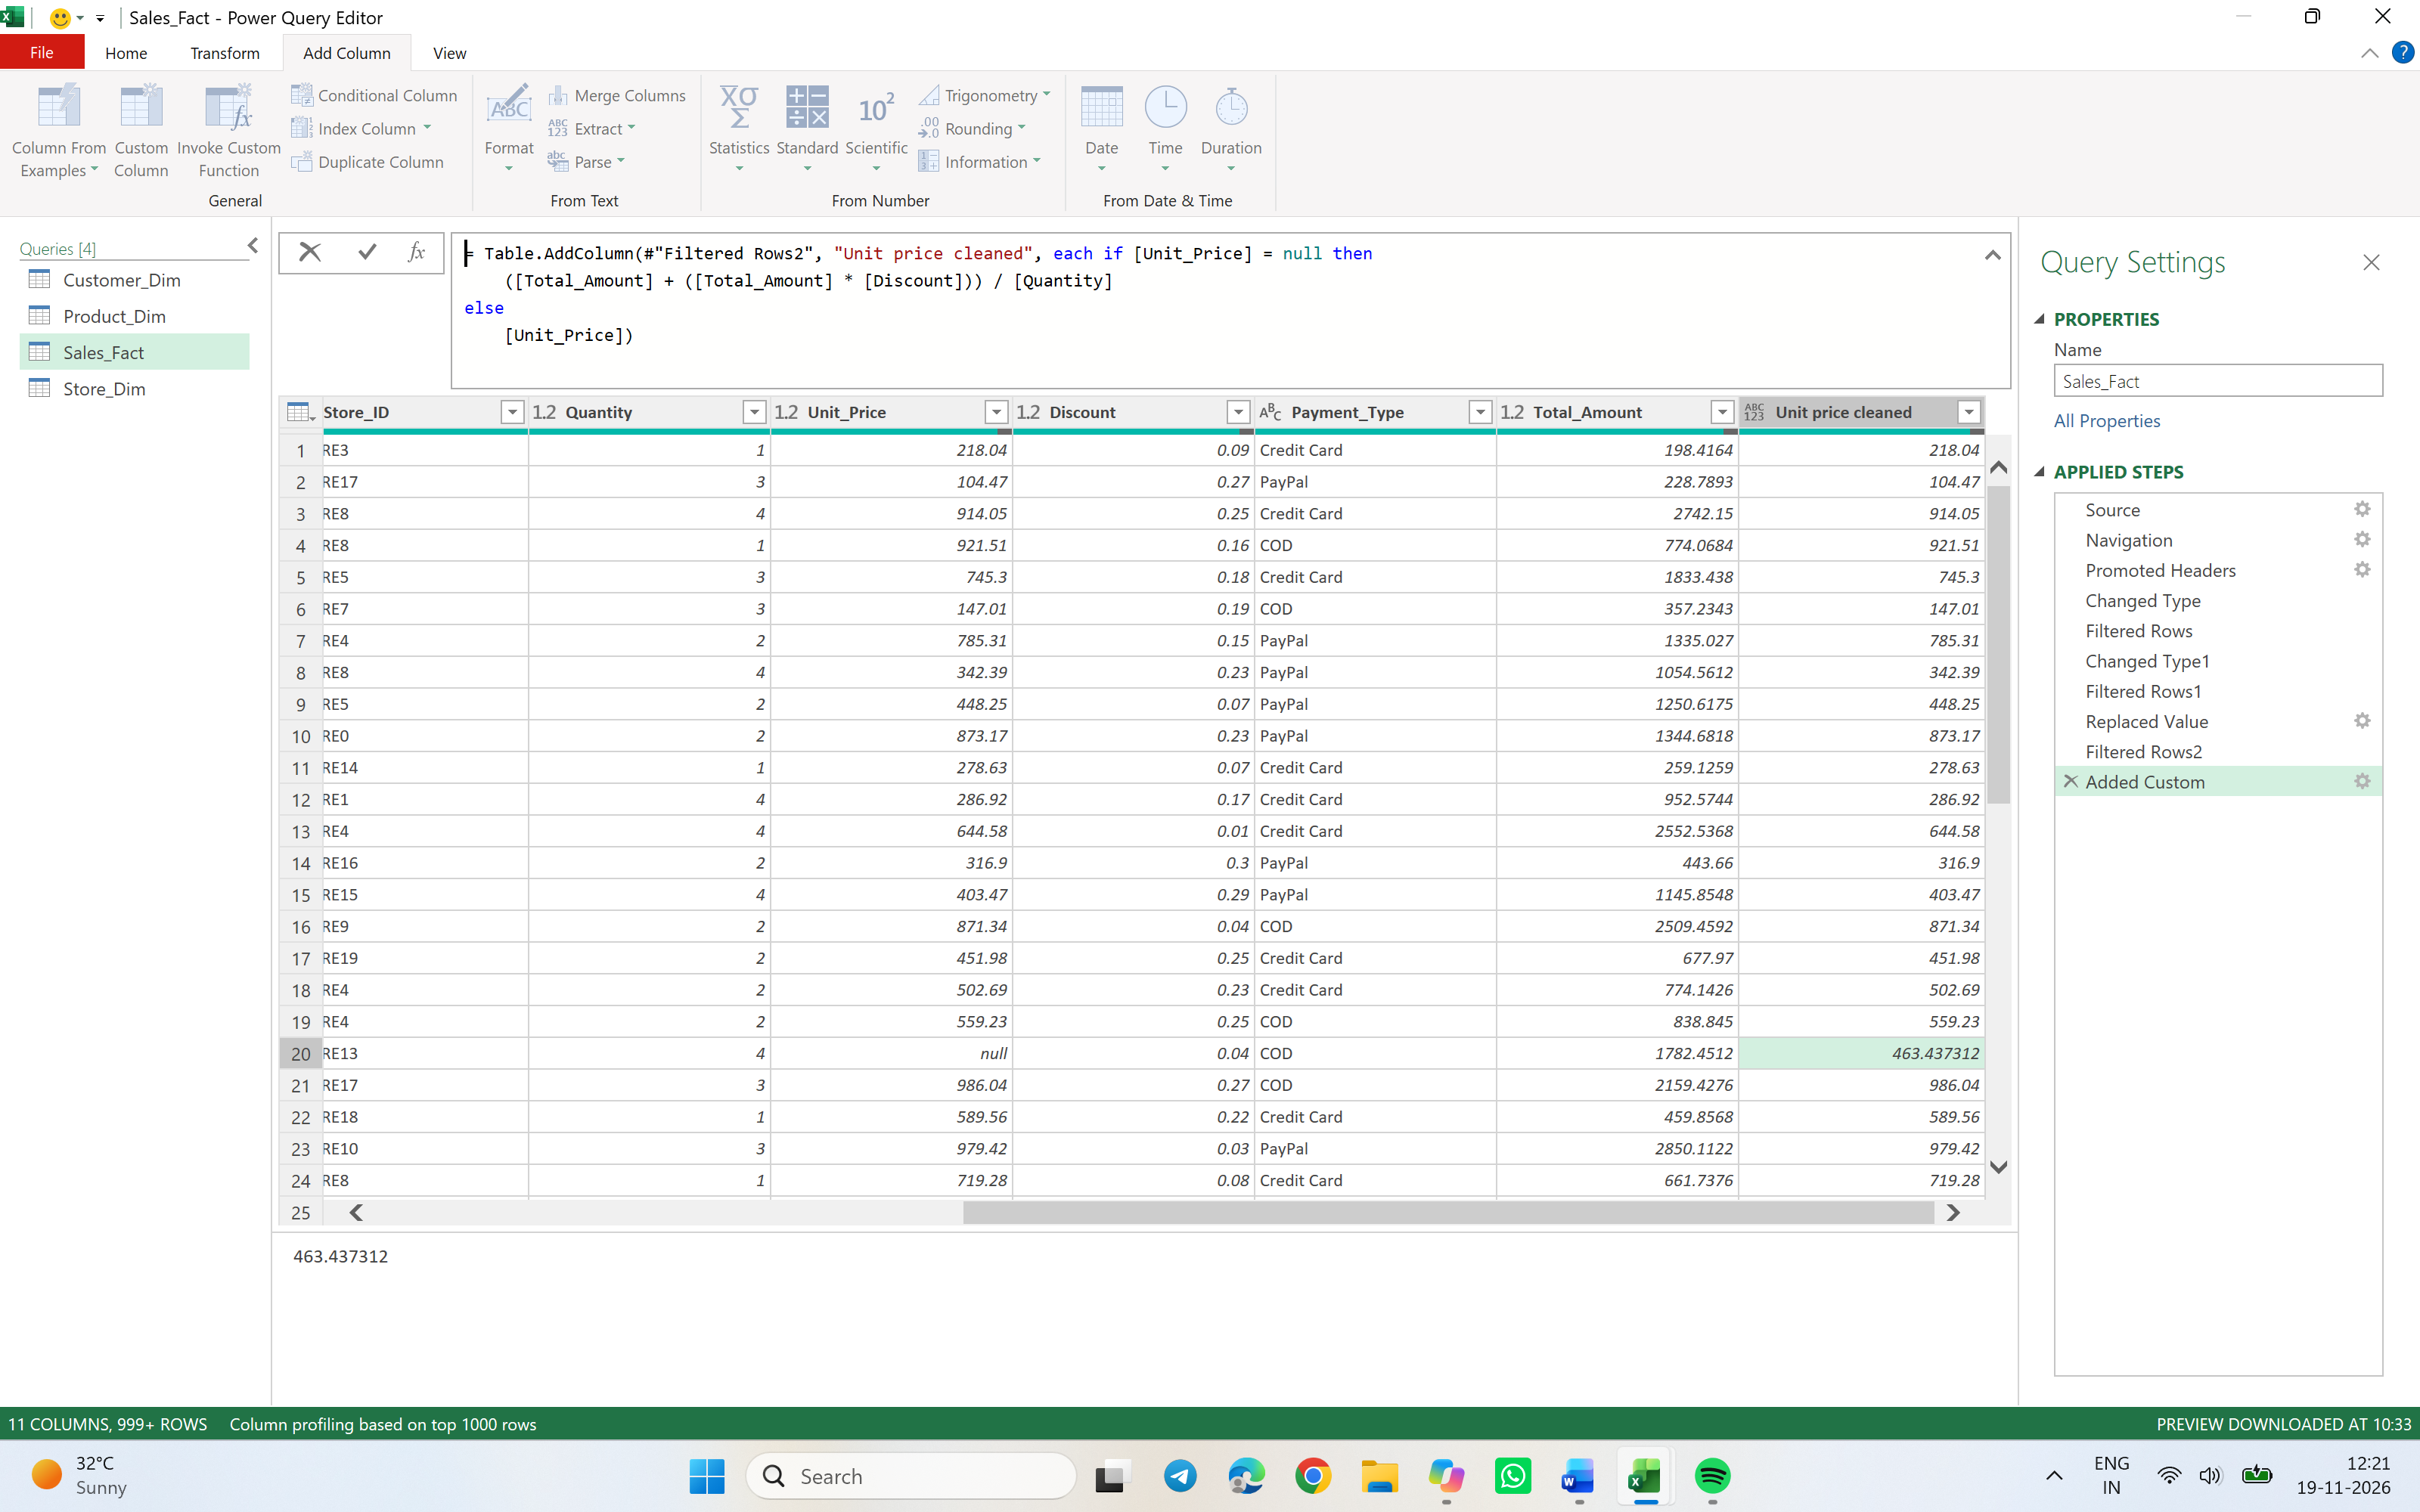 Sales_Fact - Power Query Editor
File Home Transform Add Column View
Column From Examples
Custom Column
Invoke Custom Function
Conditional Column
Index Column
Duplicate Column
General
Format
Merge Columns
Extract
Parse
From Text
Statistics
Standard
Scientific
Trigonometry
Rounding
Information
From Number
Date
Time
Duration
From Date & Time
Queries [4]
Customer_Dim
Product_Dim
Sales_Fact
Store_Dim
= Table.AddColumn(#"Filtered Rows2", "Unit price cleaned", each if [Unit_Price] = null then
([Total_Amount] + ([Total_Amount] * [Discount])) / [Quantity]
else
[Unit_Price])
Store_ID 1.2 Quantity 1.2 Unit_Price 1.2 Discount ABC Payment_Type 1.2 Total_Amount ABC 123 Unit price cleaned
1 RE3 1 218.04 0.09 Credit Card 198.4164 218.04
2 RE17 3 104.47 0.27 PayPal 228.7893 104.47
3 RE8 4 914.05 0.25 Credit Card 2742.15 914.05
4 RE8 1 921.51 0.16 COD 774.0684 921.51
5 RE5 3 745.3 0.18 Credit Card 1833.438 745.3
6 RE7 3 147.01 0.19 COD 357.2343 147.01
7 RE4 2 785.31 0.15 PayPal 1335.027 785.31
8 RE8 4 342.39 0.23 PayPal 1054.5612 342.39
9 RE5 2 448.25 0.07 PayPal 1250.6175 448.25
10 RE0 2 873.17 0.23 PayPal 1344.6818 873.17
11 RE14 1 278.63 0.07 Credit Card 259.1259 278.63
12 RE1 4 286.92 0.17 Credit Card 952.5744 286.92
13 RE4 4 644.58 0.01 Credit Card 2552.5368 644.58
14 RE16 2 316.9 0.3 PayPal 443.66 316.9
15 RE15 4 403.47 0.29 PayPal 1145.8548 403.47
16 RE9 2 871.34 0.04 COD 2509.4592 871.34
17 RE19 2 451.98 0.25 Credit Card 677.97 451.98
18 RE4 2 502.69 0.23 Credit Card 774.1426 502.69
19 RE4 2 559.23 0.25 COD 838.845 559.23
20 RE13 4 null 0.04 COD 1782.4512 463.437312
21 RE17 3 986.04 0.27 COD 2159.4276 986.04
22 RE18 1 589.56 0.22 Credit Card 459.8568 589.56
23 RE10 3 979.42 0.03 PayPal 2850.1122 979.42
24 RE8 1 719.28 0.08 Credit Card 661.7376 719.28
25
463.437312
Query Settings
PROPERTIES
Name
Sales_Fact
All Properties
APPLIED STEPS
Source
Navigation
Promoted Headers
Changed Type
Filtered Rows
Changed Type1
Filtered Rows1
Replaced Value
Filtered Rows2
Added Custom
11 COLUMNS, 999+ ROWS Column profiling based on top 1000 rows PREVIEW DOWNLOADED AT 10:33
32°C
Sunny
Search
ENG
IN
12:21
19-11-2026